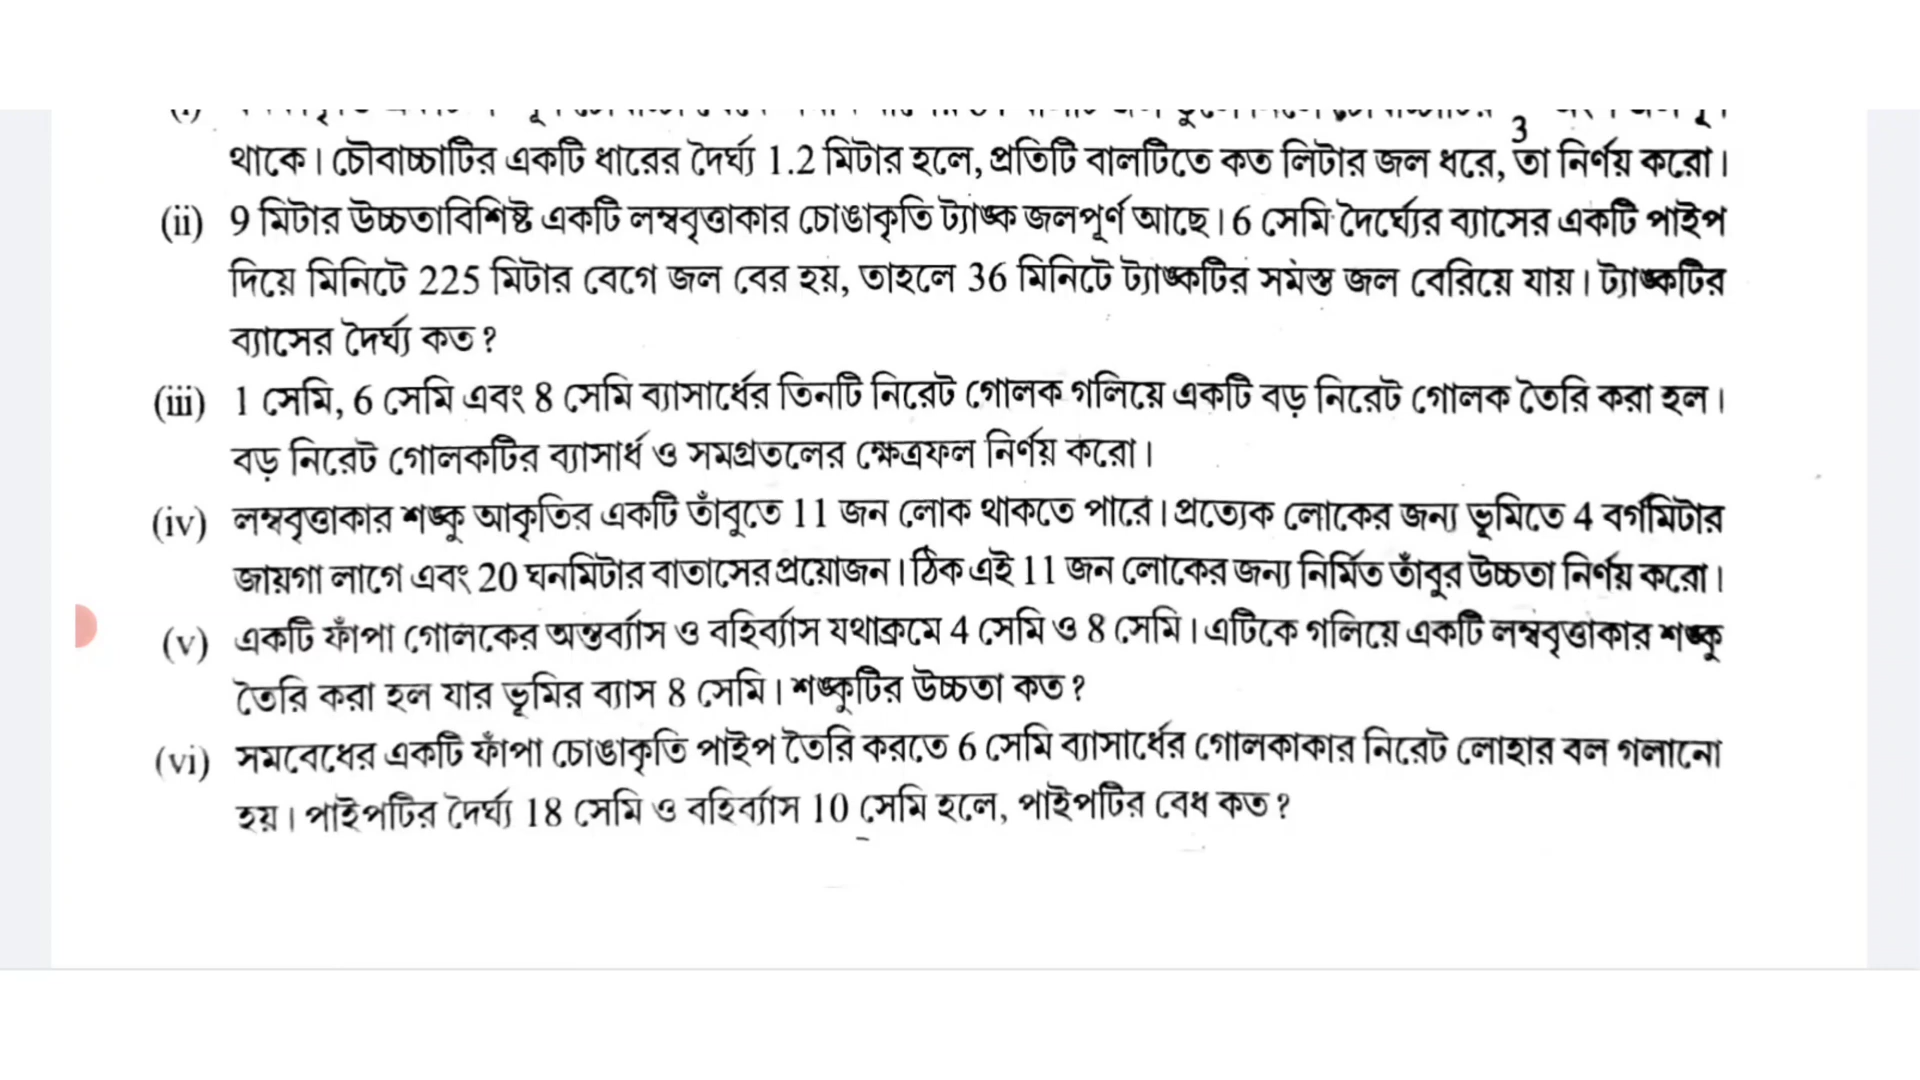 3
থাকে। চৌবাচ্চাটির একটি ধারের দৈর্ঘ্য 1.2 মিটার হলে, প্রতিটি বালটিতে কত লিটার জল ধরে, তা নির্ণয় করো।
(ii) 9 মিটার উচ্চতাবিশিষ্ট একটি লম্ববৃত্তাকার চোঙাকৃতি ট্যাঙ্ক জলপূর্ণ আছে। 6 সেমি দৈর্ঘ্যের ব্যাসের একটি পাইপ
দিয়ে মিনিটে 225 মিটার বেগে জল বের হয়, তাহলে 36 মিনিটে ট্যাঙ্কটির সমস্ত জল বেরিয়ে যায়। ট্যাঙ্কটির
ব্যাসের দৈর্ঘ্য কত?
(iii) 1 সেমি, 6 সেমি এবং 8 সেমি ব্যাসার্ধের তিনটি নিরেট গোলক গলিয়ে একটি বড় নিরেট গোলক তৈরি করা হল।
বড় নিরেট গোলকটির ব্যাসার্ধ ও সমগ্রতলের ক্ষেত্রফল নির্ণয় করো।
(iv) লম্ববৃত্তাকার শঙ্কু আকৃতির একটি তাঁবুতে 11 জন লোক থাকতে পারে। প্রত্যেক লোকের জন্য ভূমিতে 4 বর্গমিটার
জায়গা লাগে এবং 20 ঘনমিটার বাতাসের প্রয়োজন। ঠিক এই 11 জন লোকের জন্য নির্মিত তাঁবুর উচ্চতা নির্ণয় করো।
(v) একটি ফাঁপা গোলকের অন্তর্ব্যাস ও বহির্ব্যাস যথাক্রমে 4 সেমি ও 8 সেমি। এটিকে গলিয়ে একটি লম্ববৃত্তাকার শঙ্কু
তৈরি করা হল যার ভূমির ব্যাস 8 সেমি। শঙ্কুটির উচ্চতা কত?
(vi) সমবেধের একটি ফাঁপা চোঙাকৃতি পাইপ তৈরি করতে 6 সেমি ব্যাসার্ধের গোলকাকার নিরেট লোহার বল গলানো
হয়। পাইপটির দৈর্ঘ্য 18 সেমি ও বহির্ব্যাস 10 সেমি হলে, পাইপটির বেধ কত?